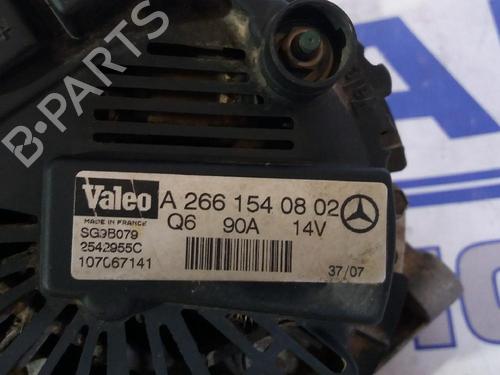 B-PARTS
Valeo A 266 154 08 02
MADE IN FRANCE Q6 90A 14V
SG9B079
2542955C
107067141
37/07